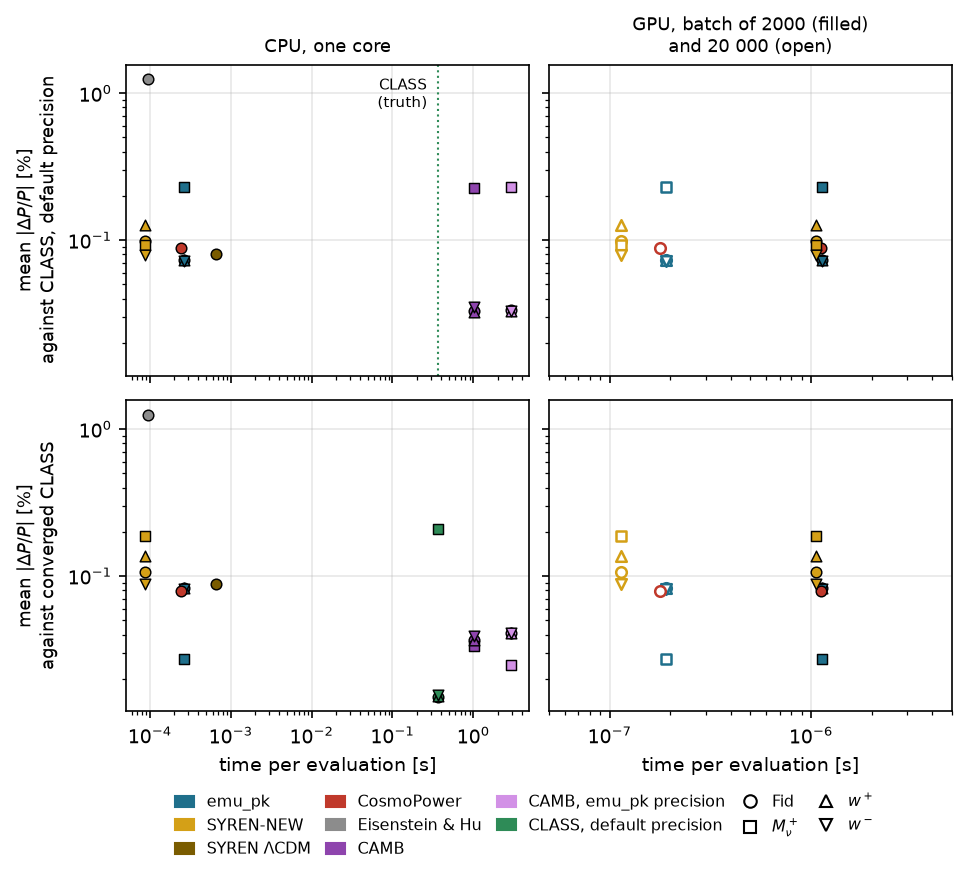 CPU, one core
GPU, batch of 2000 (filled)
and 20 000 (open)
mean |ΔP/P| [%]
against CLASS, default precision
10⁰
10⁻¹
CLASS
(truth)
mean |ΔP/P| [%]
against converged CLASS
10⁰
10⁻¹
10⁻⁴ 10⁻³ 10⁻² 10⁻¹ 10⁰
10⁻⁷ 10⁻⁶
time per evaluation [s]
time per evaluation [s]
emu_pk CosmoPower CAMB, emu_pk precision Fid w⁺
SYREN-NEW Eisenstein & Hu CLASS, default precision Mν⁺ w⁻
SYREN ΛCDM CAMB